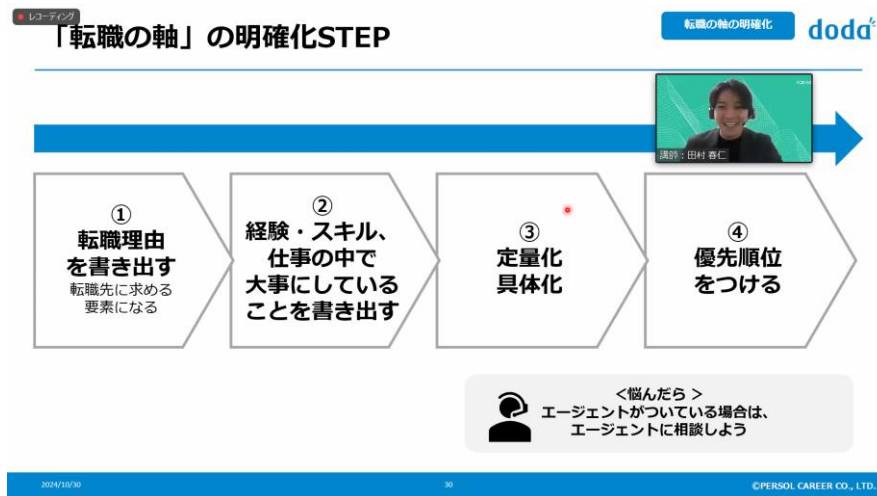 レコーディング
「転職の軸」の明確化STEP
転職の軸の明確化
doda
講師：田村 春仁
①
転職理由
を書き出す
転職先に求める
要素になる
②
経験・スキル、
仕事の中で
大事にしている
ことを書き出す
③
定量化
具体化
④
優先順位
をつける
＜悩んだら ＞
エージェントがついている場合は、
エージェントに相談しよう
2024/10/30
30
©PERSOL CAREER CO., LTD.